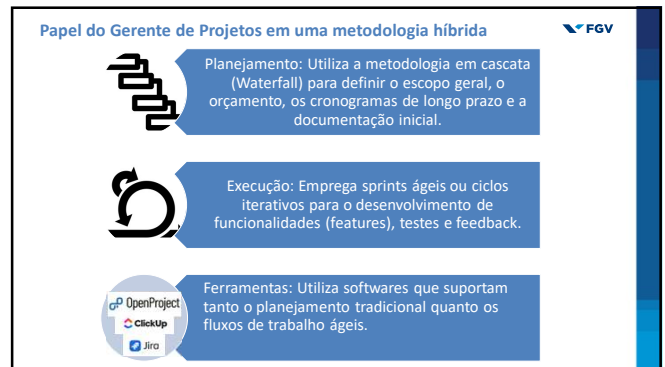 Papel do Gerente de Projetos em uma metodologia híbrida
FGV
Planejamento: Utiliza a metodologia em cascata
(Waterfall) para definir o escopo geral, o
orçamento, os cronogramas de longo prazo e a
documentação inicial.
Execução: Emprega sprints ágeis ou ciclos
iterativos para o desenvolvimento de
funcionalidades (features), testes e feedback.
OpenProject
ClickUp
Jira
Ferramentas: Utiliza softwares que suportam
tanto o planejamento tradicional quanto os
fluxos de trabalho ágeis.